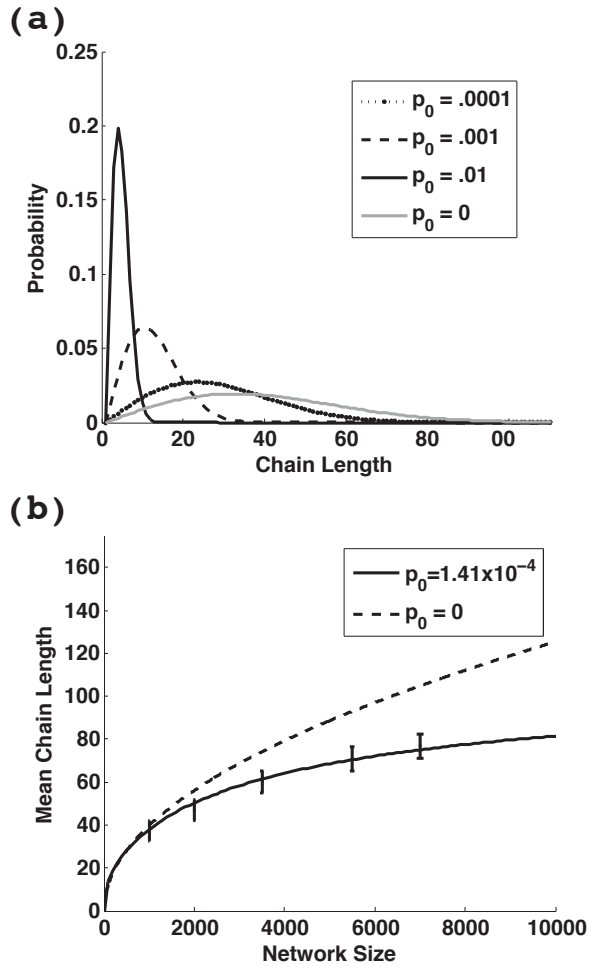 (a)
0.25
0.2
0.15
0.1
0.05
0
Probability
p0 = .0001
p0 = .001
p0 = .01
p0 = 0
0 20 40 60 80 00
Chain Length
(b)
160
140
120
100
80
60
40
20
0
Mean Chain Length
p0=1.41x10−4
p0 = 0
0 2000 4000 6000 8000 10000
Network Size